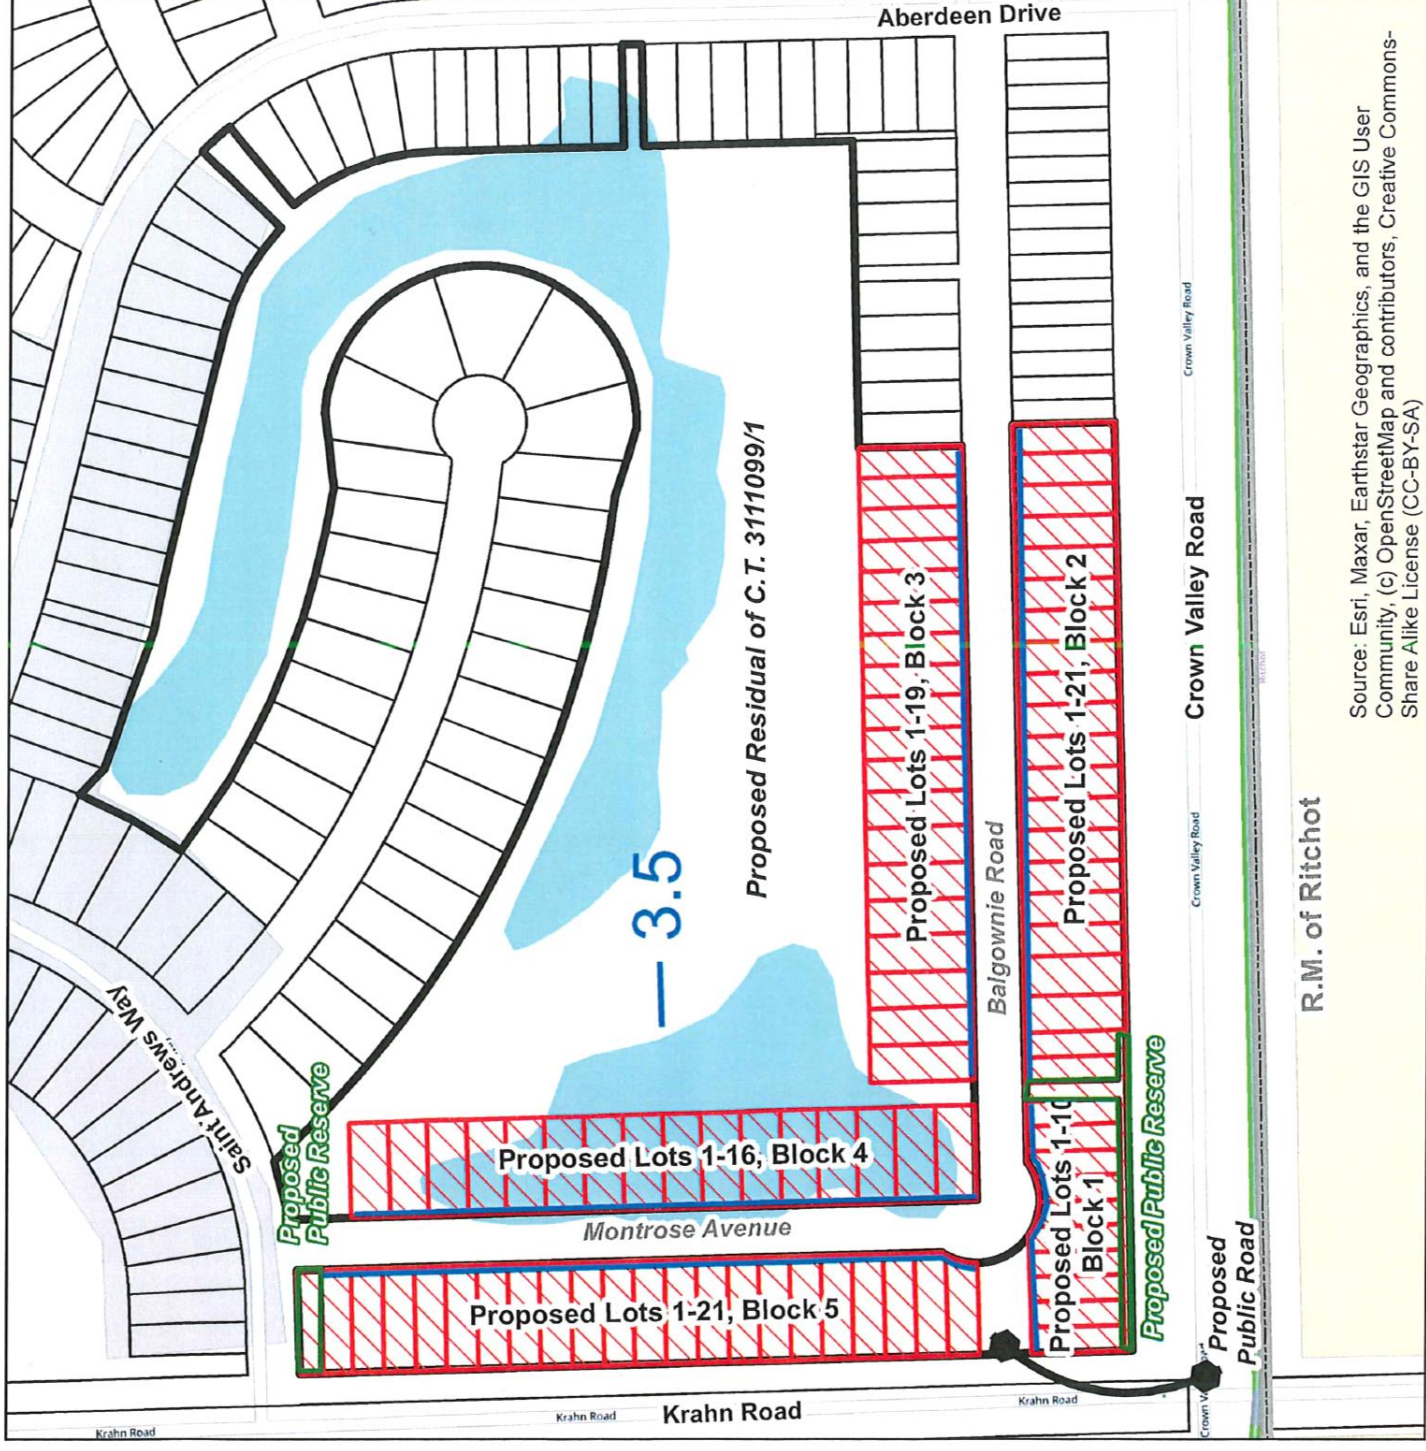 Aberdeen Drive
Source: Esri, Maxar, Earthstar Geographics, and the GIS User
Community, (c) OpenStreetMap and contributors, Creative Commons-
Share Alike License (CC-BY-SA)
Crown Valley Road
Proposed Residual of C.T. 3111099/1
Crown Valley Road
Proposed Lots 1-19, Block 3
Proposed Lots 1-21, Block 2
— 3.5
Balgownie Road
Crown Valley Road
R.M. of Ritchot
Saint Andrews Way
Proposed
Public Reserve
Proposed Lots 1-16, Block 4
Montrose Avenue
Proposed Lots 1-10
Block 1
Proposed Public Reserve
Proposed Lots 1-21, Block 5
Proposed
Public Road
Krahn Road
Krahn Road
Krahn Road
Krahn Road